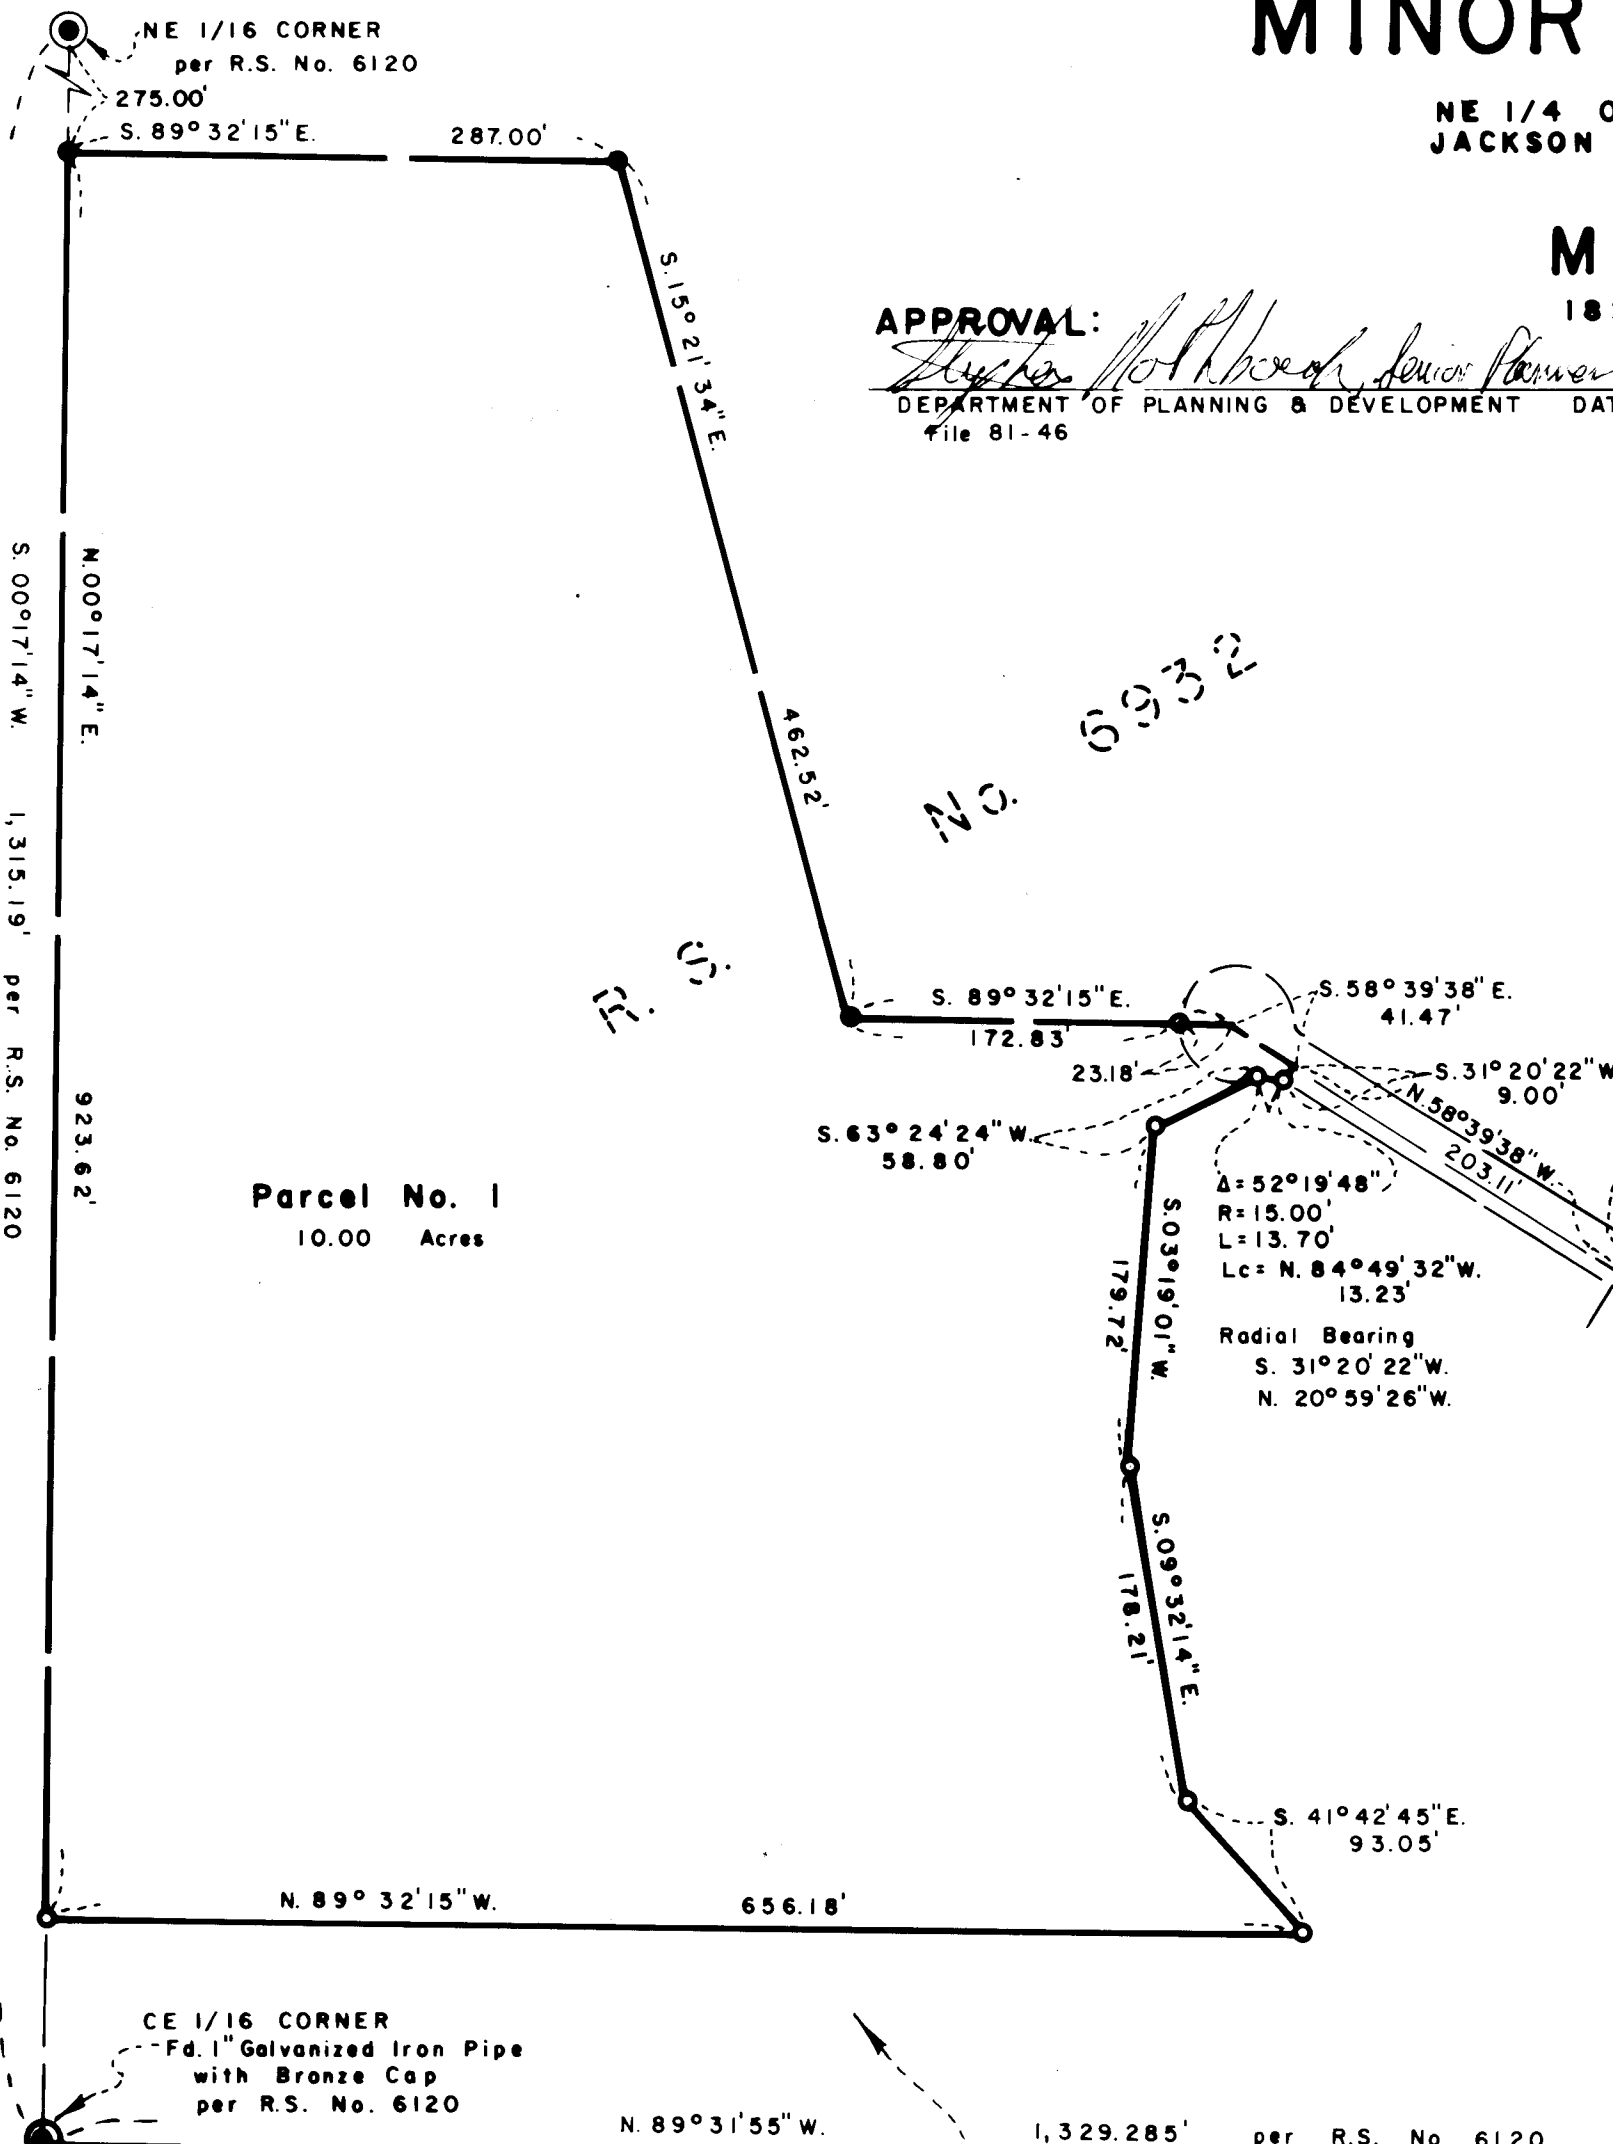 MINOR
NE 1/16 CORNER
per R.S. No. 6120
275.00'
S. 89° 32' 15" E.
287.00'
NE 1/4
JACKSON
M
18
APPROVAL:
Senior Planner
DEPARTMENT OF PLANNING & DEVELOPMENT
File 81-46
S. 15° 21' 34" E.
462.52'
S. 00° 17' 14" W. 1,315.19' per R.S. No. 6120
N. 00° 17' 14" E.
923.62'
R. S. No. 6932
S. 89° 32' 15" E.
172.83'
23.18'
S. 58° 39' 38" E.
41.47'
S. 31° 20' 22" W
9.00'
N. 58° 39' 38" W.
203.11'
S. 63° 24' 24" W.
58.80'
Δ= 52° 19' 48"
R= 15.00'
L= 13.70'
Lc= N. 84° 49' 32" W.
13.23'
Radial Bearing
S. 31° 20' 22" W.
N. 20° 59' 26" W.
Parcel No. 1
10.00 Acres
S. 03° 19' 01" W.
179.72'
S. 09° 32' 14" E.
178.21'
S. 41° 42' 45" E.
93.05'
N. 89° 32' 15" W.
656.18'
CE 1/16 CORNER
Fd. 1" Galvanized Iron Pipe
with Bronze Cap
per R.S. No. 6120
N. 89° 31' 55" W. 1,329.285' per R.S. No 6120